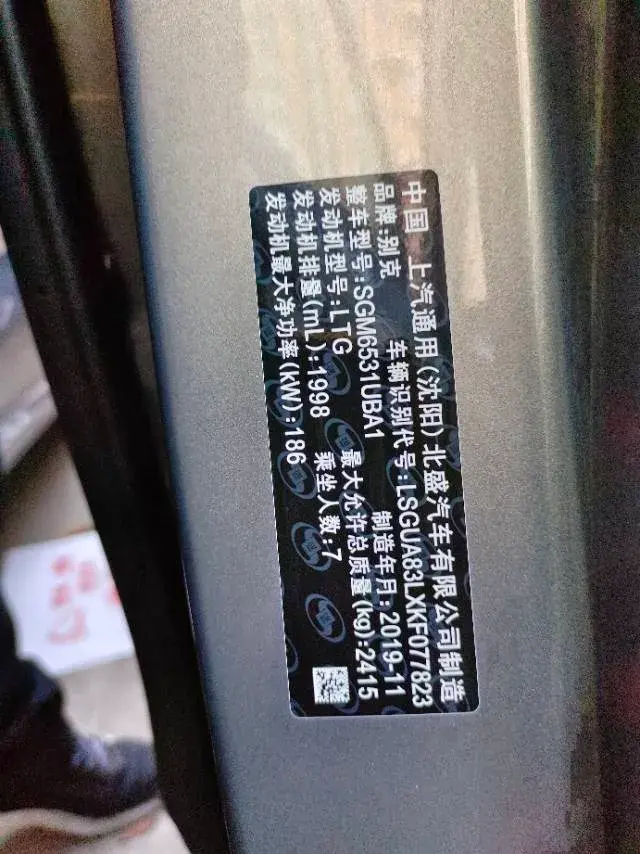 中国 上汽通用(沈阳)北盛汽车有限公司制造
品牌:别克 车辆识别代号:LSGUA83LXKF077823
整车型号:SGM6531UBA1 制造年月:2019-11
发动机型号:LTG 最大允许总质量(kg):2415
发动机排量(mL):1998 乘坐人数:7
发动机最大净功率(kW):186